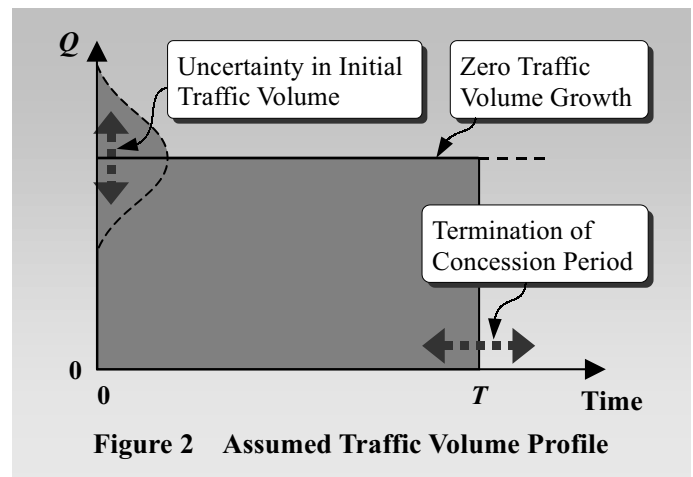 Q
Uncertainty in Initial
Traffic Volume
Zero Traffic
Volume Growth
Termination of
Concession Period
0
0
T
Time
Figure 2 Assumed Traffic Volume Profile